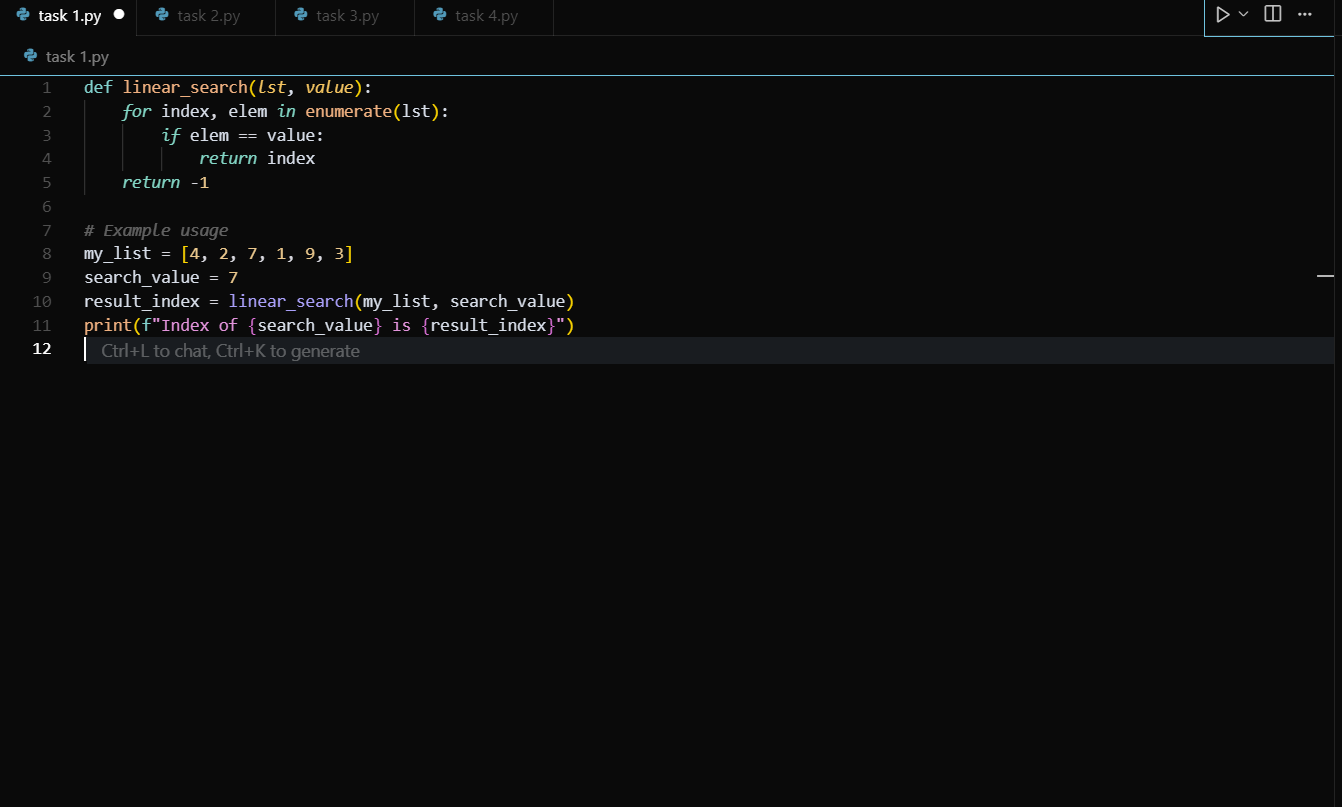 task 1.py task 2.py task 3.py task 4.py
task 1.py
1 def linear_search(lst, value):
2     for index, elem in enumerate(lst):
3         if elem == value:
4             return index
5     return -1
6
7 # Example usage
8 my_list = [4, 2, 7, 1, 9, 3]
9 search_value = 7
10 result_index = linear_search(my_list, search_value)
11 print(f"Index of {search_value} is {result_index}")
12 Ctrl+L to chat, Ctrl+K to generate